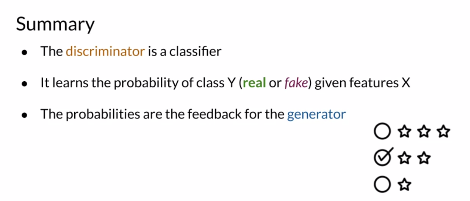 Summary
• The discriminator is a classifier
• It learns the probability of class Y (real or fake) given features X
• The probabilities are the feedback for the generator